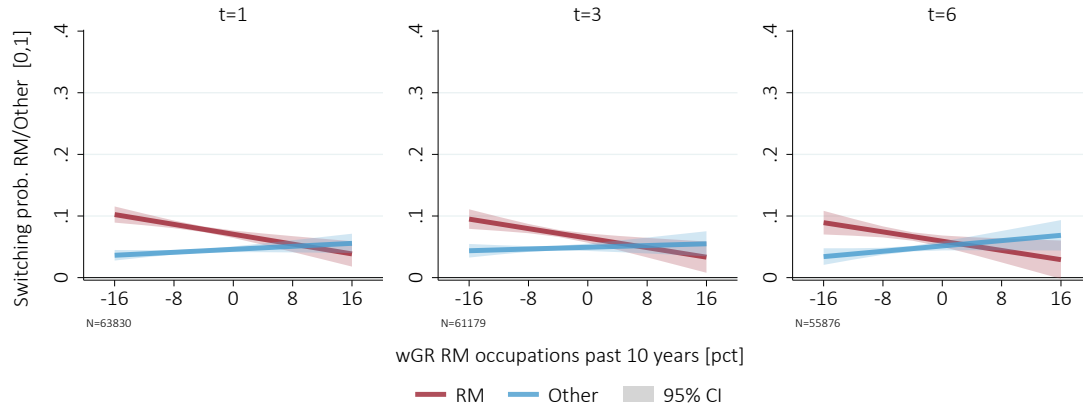 t=1
t=3
t=6
Switching prob. RM/Other [0,1]
.4
.3
.2
.1
0
-16 -8 0 8 16
N=63830
.4
.3
.2
.1
0
-16 -8 0 8 16
N=61179
.4
.3
.2
.1
0
-16 -8 0 8 16
N=55876
wGR RM occupations past 10 years [pct]
RM Other 95% CI